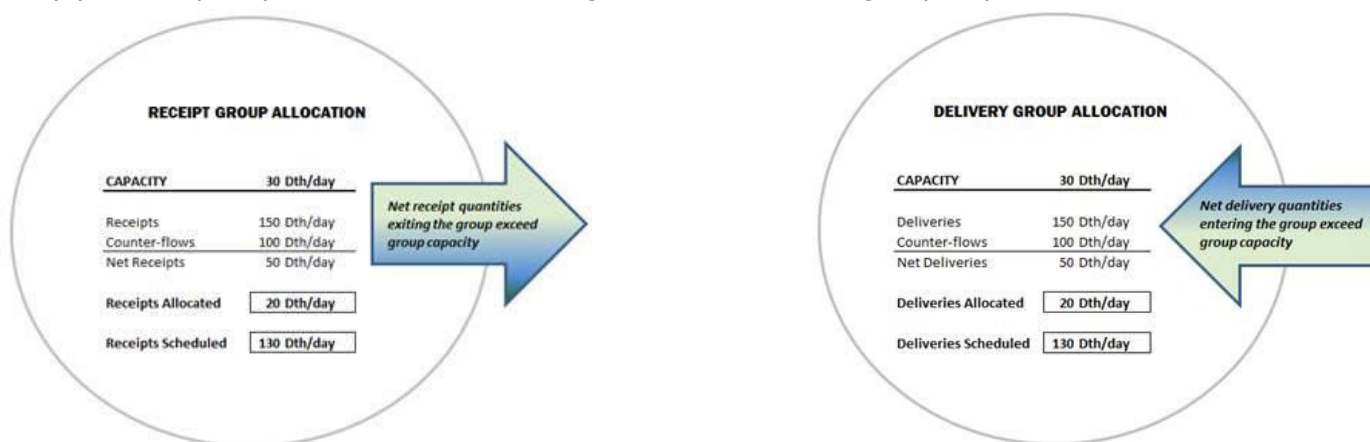 RECEIPT GROUP ALLOCATION
CAPACITY 30 Dth/day
Receipts 150 Dth/day
Counter-flows 100 Dth/day
Net Receipts 50 Dth/day
Receipts Allocated 20 Dth/day
Receipts Scheduled 130 Dth/day
Net receipt quantities
exiting the group exceed
group capacity
DELIVERY GROUP ALLOCATION
CAPACITY 30 Dth/day
Deliveries 150 Dth/day
Counter-flows 100 Dth/day
Net Deliveries 50 Dth/day
Deliveries Allocated 20 Dth/day
Deliveries Scheduled 130 Dth/day
Net delivery quantities
entering the group exceed
group capacity